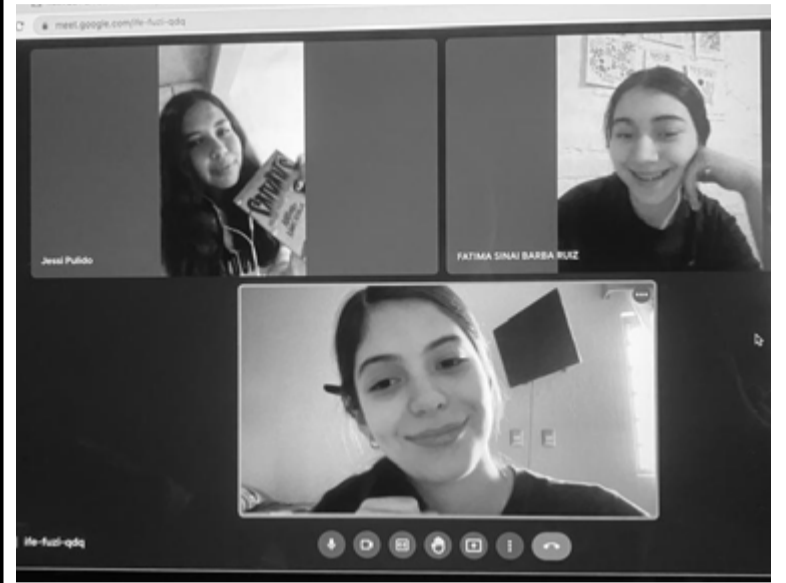 meet.google.com/ife-fuzi-qdq
Jessi Pulido
FATIMA SINAI BARBA RUIZ
ife-fuzi-qdq